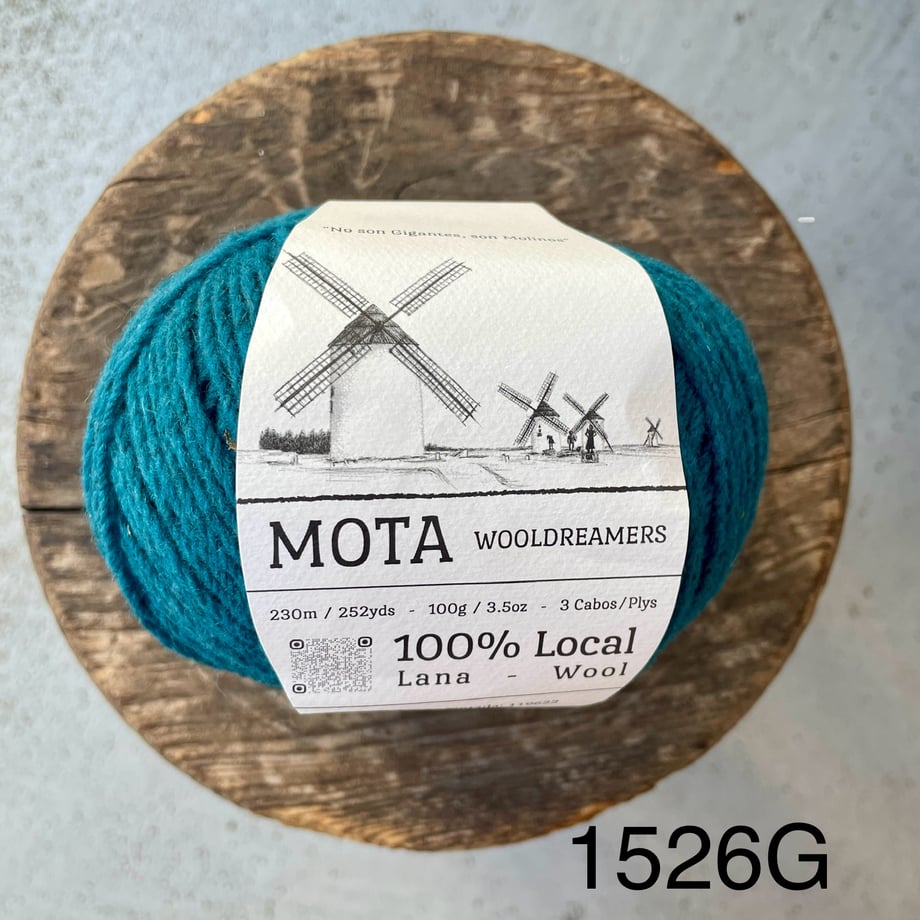 "No son Gigantes, son Molinos"
MOTA WOOLDREAMERS
230m / 252yds - 100g / 3.5oz - 3 Cabos/Plys
100% Local
Lana - Wool
1526G